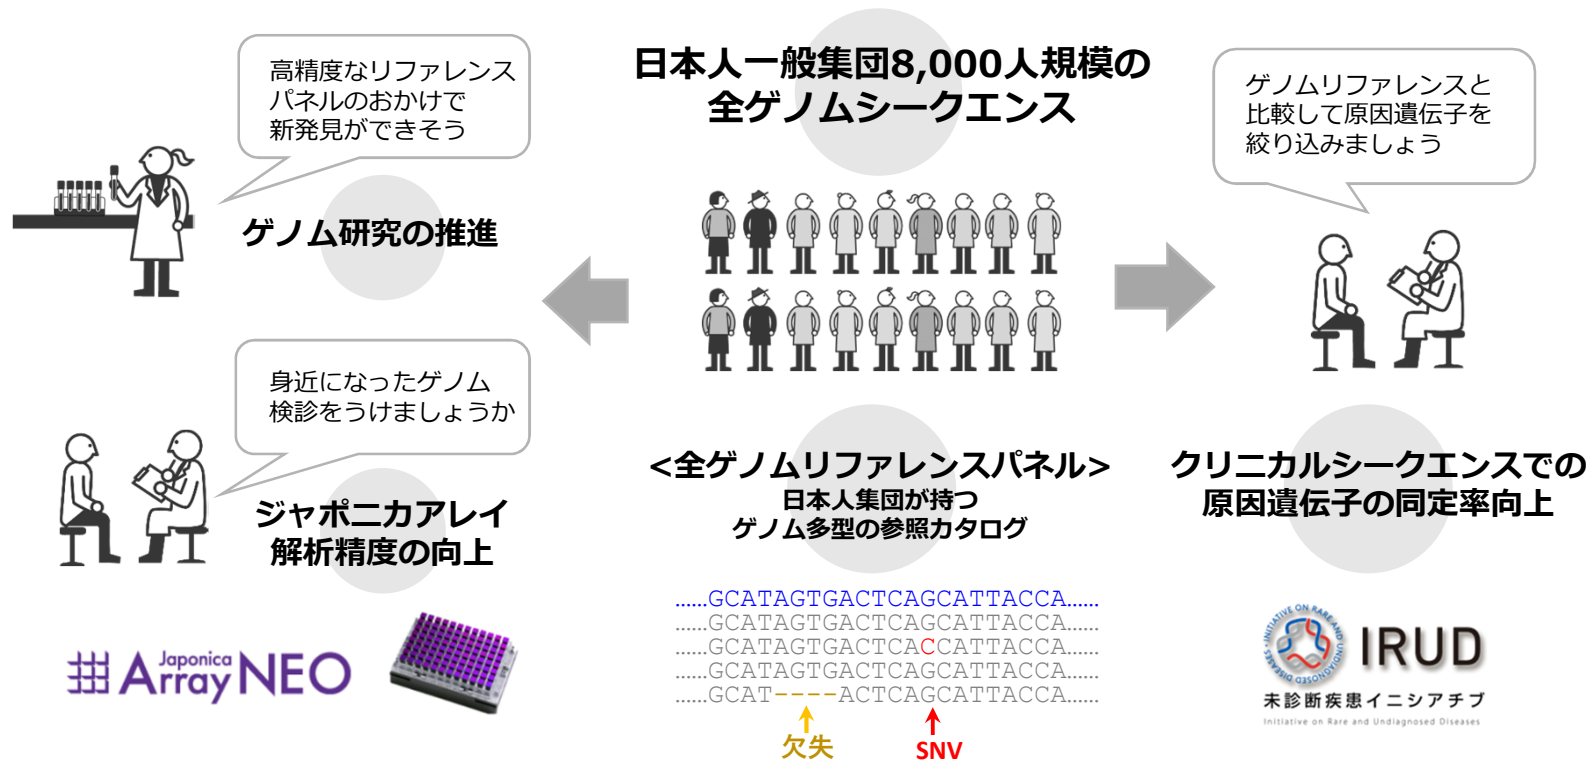 高精度なリファレンス
パネルのおかけで
新発見ができそう
ゲノム研究の推進
身近になったゲノム
検診をうけましょうか
ジャポニカアレイ
解析精度の向上
Japonica
Array NEO
日本人一般集団8,000人規模の
全ゲノムシークエンス
<全ゲノムリファレンスパネル>
日本人集団が持つ
ゲノム多型の参照カタログ
……GCATAGTGACTCAGCATTACCA……
……GCATAGTGACTCAGCATTACCA……
……GCATAGTGACTCACCATTACCA……
……GCATAGTGACTCAGCATTACCA……
……GCAT----ACTCAGCATTACCA……
欠失
SNV
ゲノムリファレンスと
比較して原因遺伝子を
絞り込みましょう
クリニカルシークエンスでの
原因遺伝子の同定率向上
INITIATIVE ON RARE AND UNDIAGNOSED DISEASES
IRUD
未診断疾患イニシアチブ
Initiative on Rare and Undiagnosed Diseases